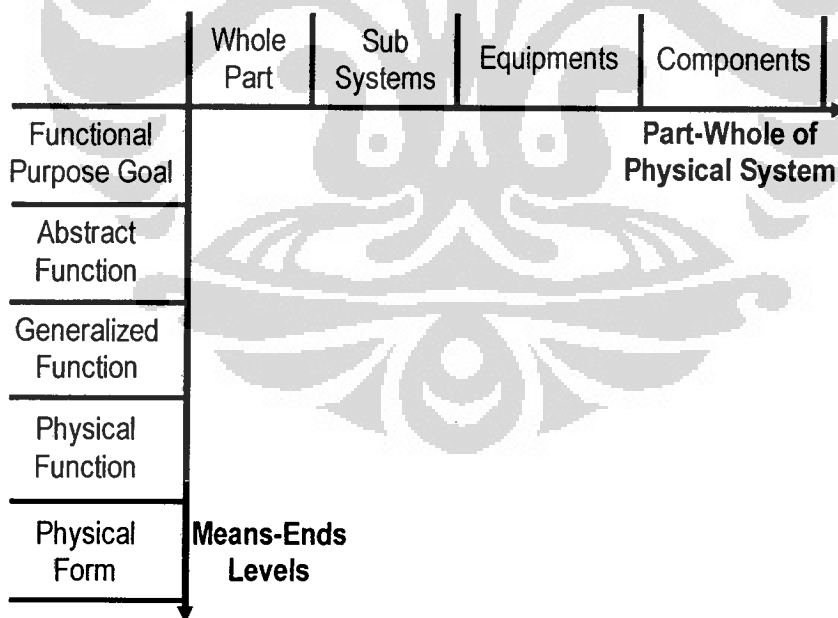 Whole
Part
Sub
Systems
Equipments
Components
Part-Whole of
Physical System
Functional
Purpose Goal
Abstract
Function
Generalized
Function
Physical
Function
Physical
Form
Means-Ends
Levels